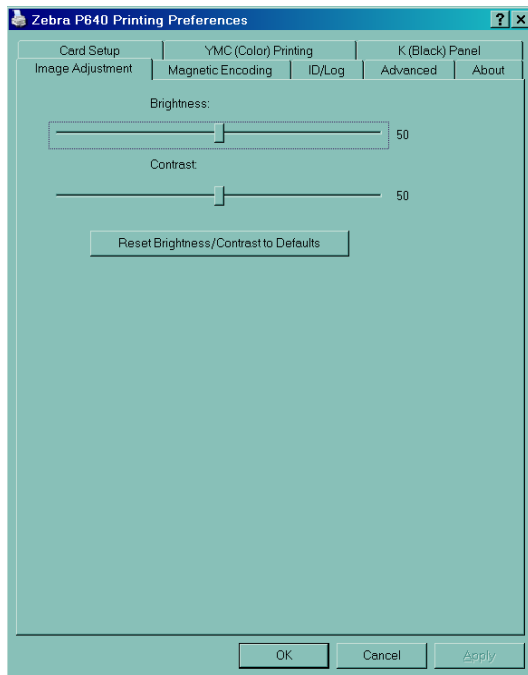 Zebra P640 Printing Preferences
Card Setup YMC (Color) Printing K (Black) Panel
Image Adjustment Magnetic Encoding ID/Log Advanced About
Brightness:
50
Contrast:
50
Reset Brightness/Contrast to Defaults
OK Cancel Apply